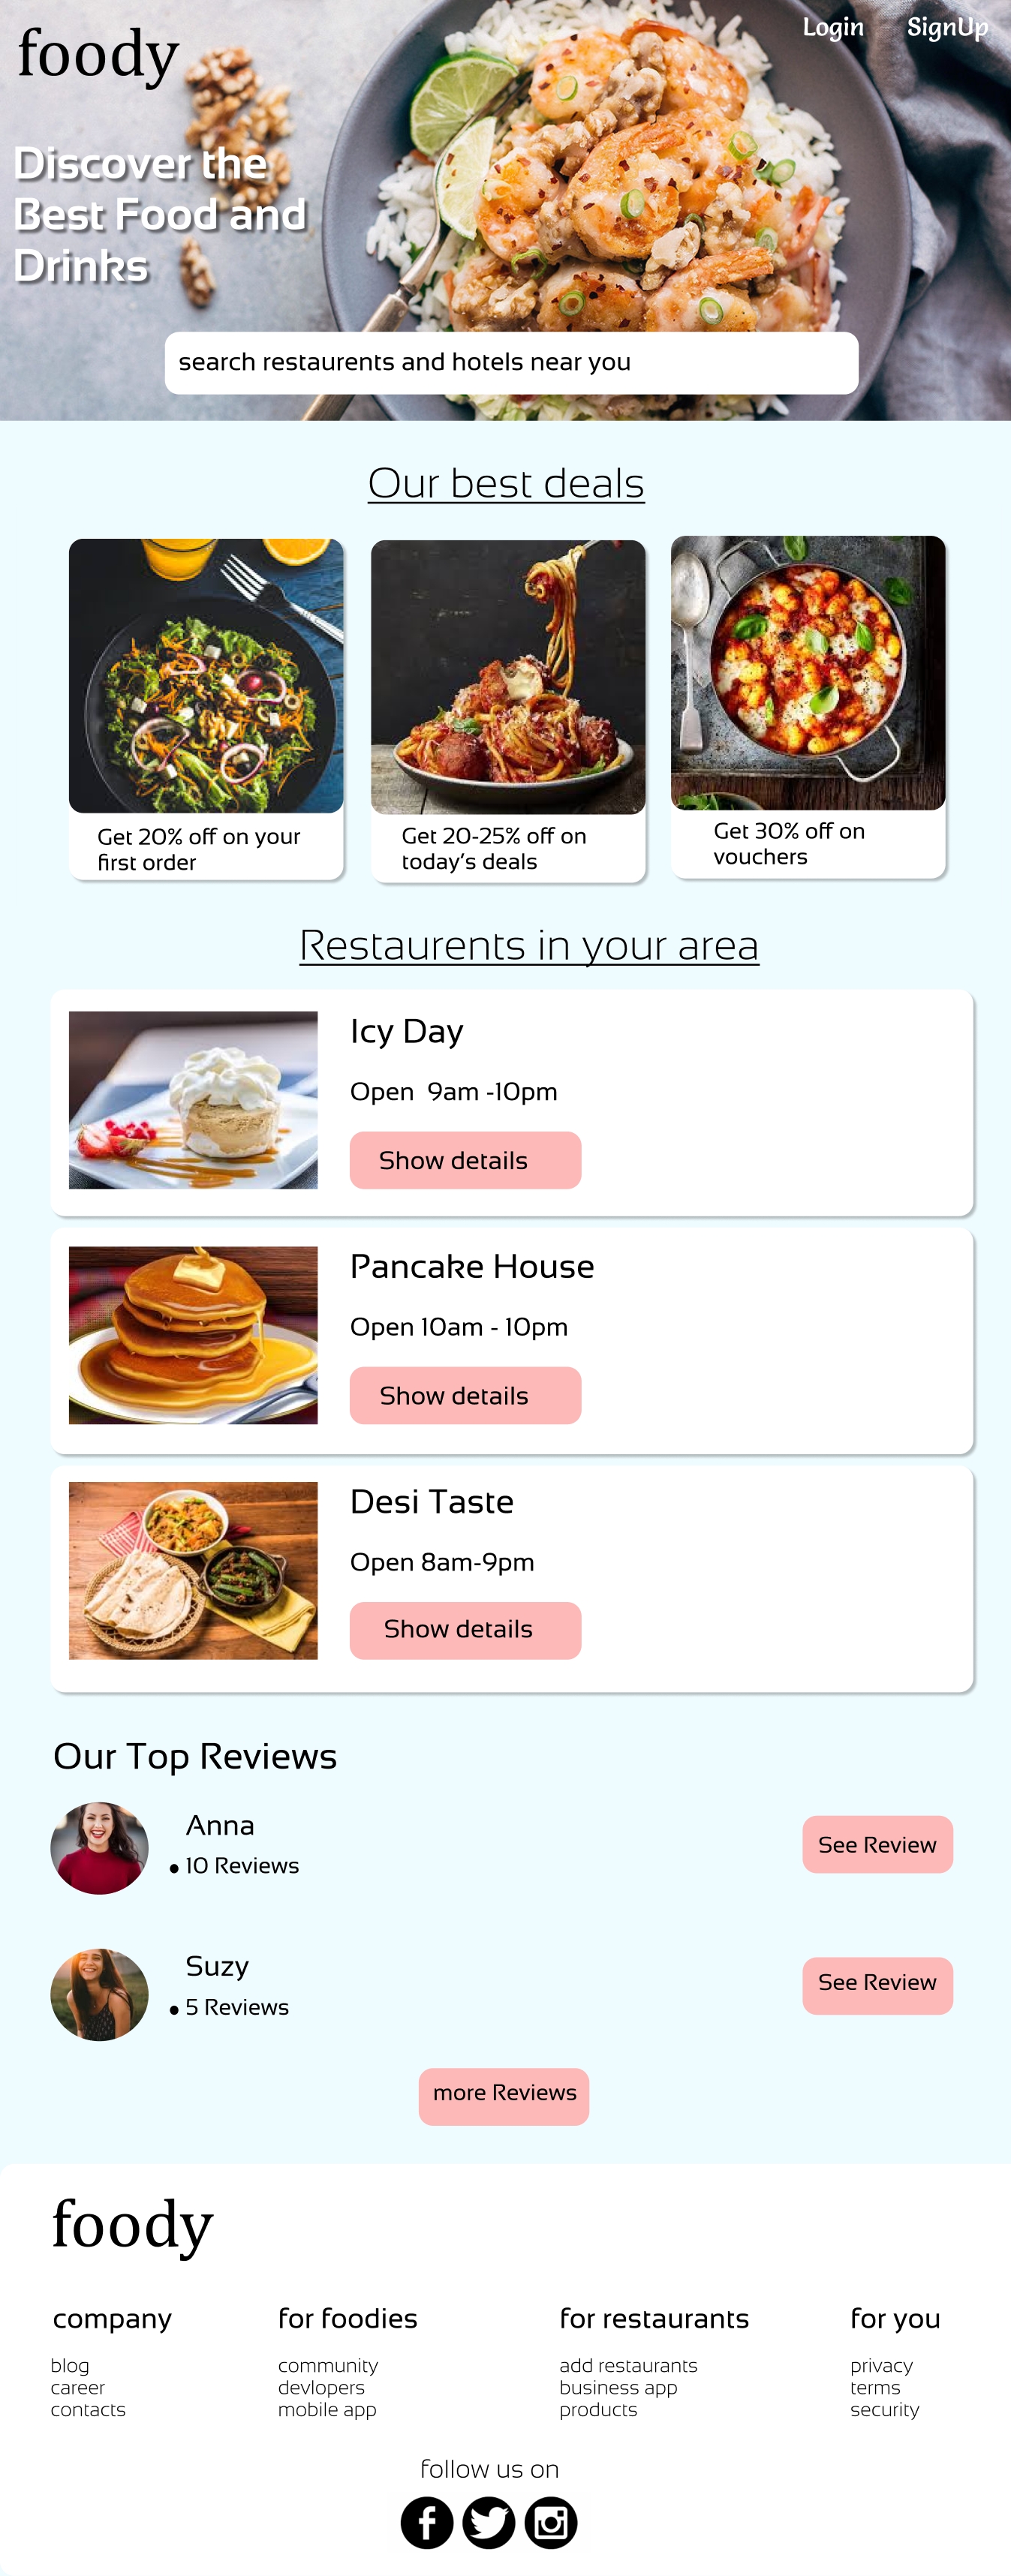 foody
Login SignUp
Discover the
Best Food and
Drinks
search restaurents and hotels near you
Our best deals
Get 20% off on your
first order
Get 20-25% off on
today's deals
Get 30% off on
vouchers
Restaurents in your area
Icy Day
Open 9am -10pm
Show details
Pancake House
Open 10am - 10pm
Show details
Desi Taste
Open 8am-9pm
Show details
Our Top Reviews
Anna
• 10 Reviews
See Review
Suzy
• 5 Reviews
See Review
more Reviews
foody
company
blog
career
contacts
for foodies
community
devlopers
mobile app
for restaurants
add restaurants
business app
products
for you
privacy
terms
security
follow us on